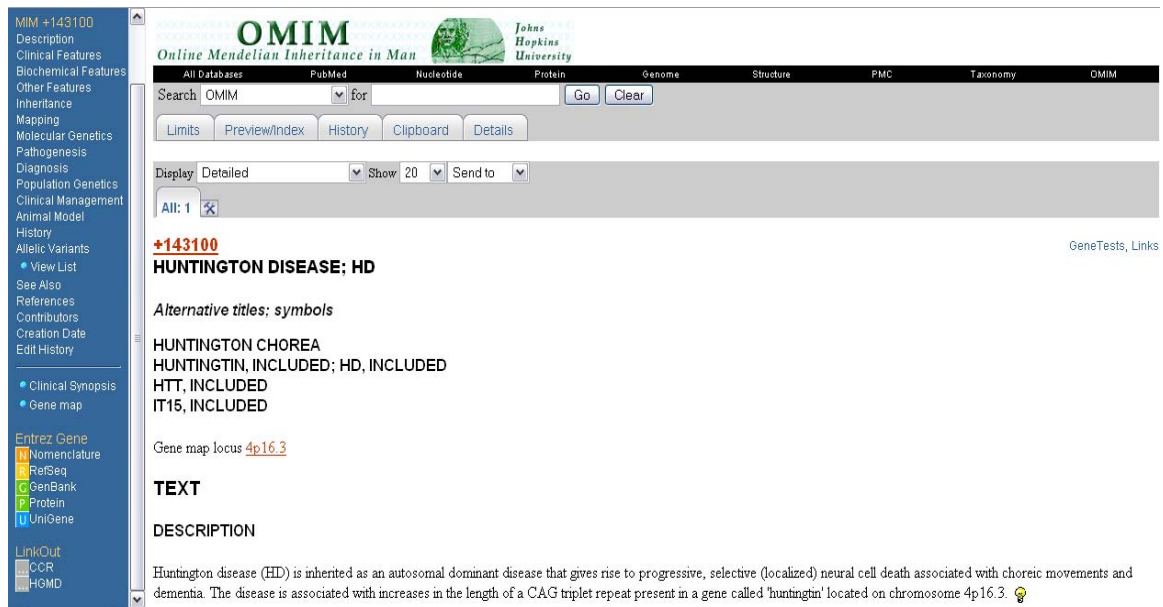 MIM +143100
Description
Clinical Features
Biochemical Features
Other Features
Inheritance
Mapping
Molecular Genetics
Pathogenesis
Diagnosis
Population Genetics
Clinical Management
Animal Model
History
Allelic Variants
View List
See Also
References
Contributors
Creation Date
Edit History
Clinical Synopsis
Gene map
Entrez Gene
N Nomenclature
R RefSeq
G GenBank
P Protein
U UniGene
LinkOut
... CCR
... HGMD
OMIM
Online Mendelian Inheritance in Man
Johns
Hopkins
University
All Databases PubMed Nucleotide Protein Genome Structure PMC Taxonomy OMIM
Search OMIM for Go Clear
Limits Preview/Index History Clipboard Details
Display Detailed Show 20 Send to
All: 1
+143100 GeneTests, Links
HUNTINGTON DISEASE; HD
Alternative titles; symbols
HUNTINGTON CHOREA
HUNTINGTIN, INCLUDED; HD, INCLUDED
HTT, INCLUDED
IT15, INCLUDED
Gene map locus 4p16.3
TEXT
DESCRIPTION
Huntington disease (HD) is inherited as an autosomal dominant disease that gives rise to progressive, selective (localized) neural cell death associated with choreic movements and
dementia. The disease is associated with increases in the length of a CAG triplet repeat present in a gene called 'huntingtin' located on chromosome 4p16.3.